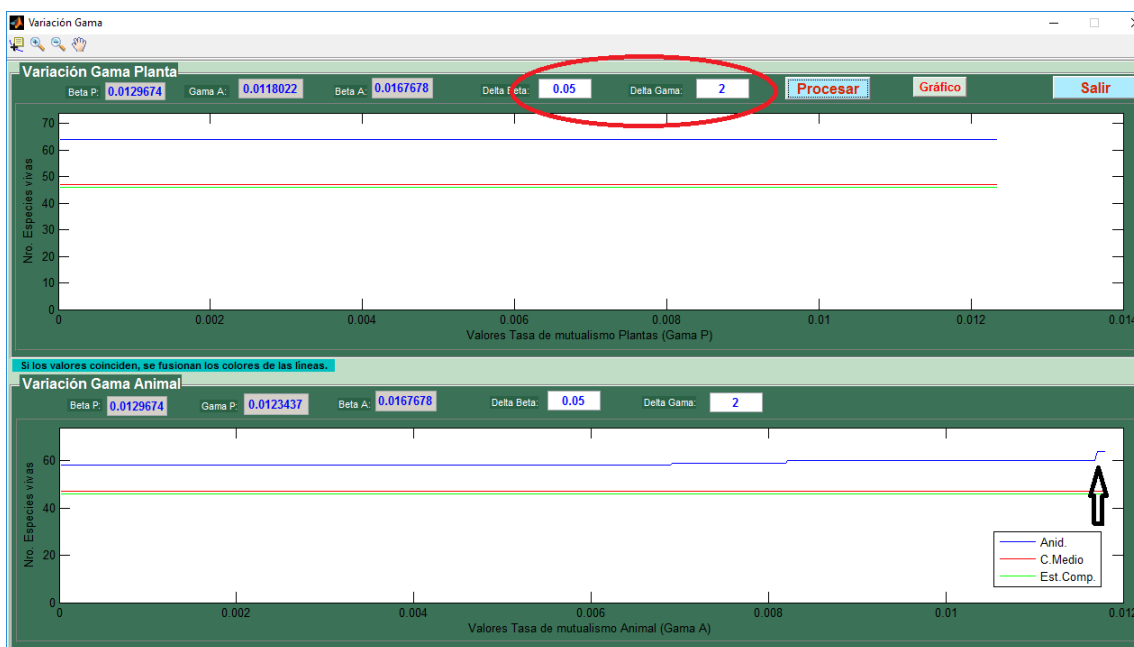 Variación Gama
Variación Gama Planta
Beta P: 0.0129674 Gama A: 0.0118022 Beta A: 0.0167678 Delta Beta: 0.05 Delta Gama: 2 Procesar Gráfico Salir
70
60
50
40
30
20
10
0
Nro. Especies vivas
0 0.002 0.004 0.006 0.008 0.01 0.012 0.014
Valores Tasa de mutualismo Plantas (Gama P)
Si los valores coinciden, se fusionan los colores de las líneas.
Variación Gama Animal
Beta P: 0.0129674 Gama P: 0.0123437 Beta A: 0.0167678 Delta Beta: 0.05 Delta Gama: 2
60
40
20
0
Nro. Especies vivas
Anid.
C.Medio
Est.Comp.
0 0.002 0.004 0.006 0.008 0.01 0.012
Valores Tasa de mutualismo Animal (Gama A)